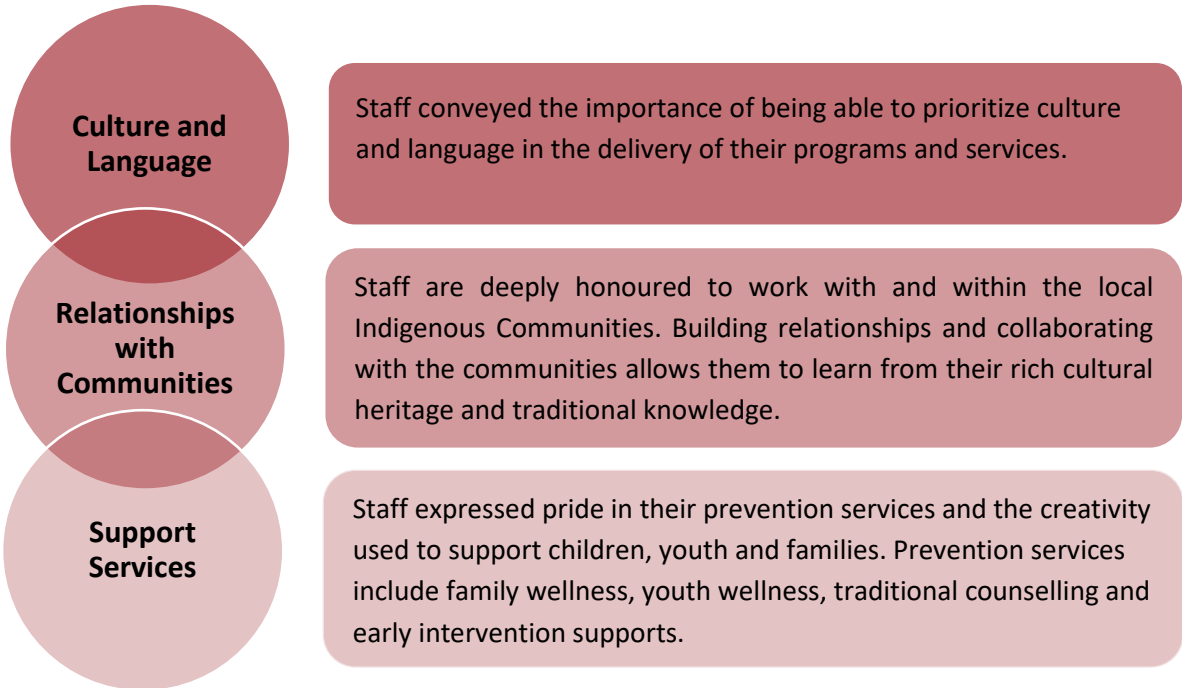 Culture and
Language
Staff conveyed the importance of being able to prioritize culture
and language in the delivery of their programs and services.
Relationships
with
Communities
Staff are deeply honoured to work with and within the local
Indigenous Communities. Building relationships and collaborating
with the communities allows them to learn from their rich cultural
heritage and traditional knowledge.
Support
Services
Staff expressed pride in their prevention services and the creativity
used to support children, youth and families. Prevention services
include family wellness, youth wellness, traditional counselling and
early intervention supports.